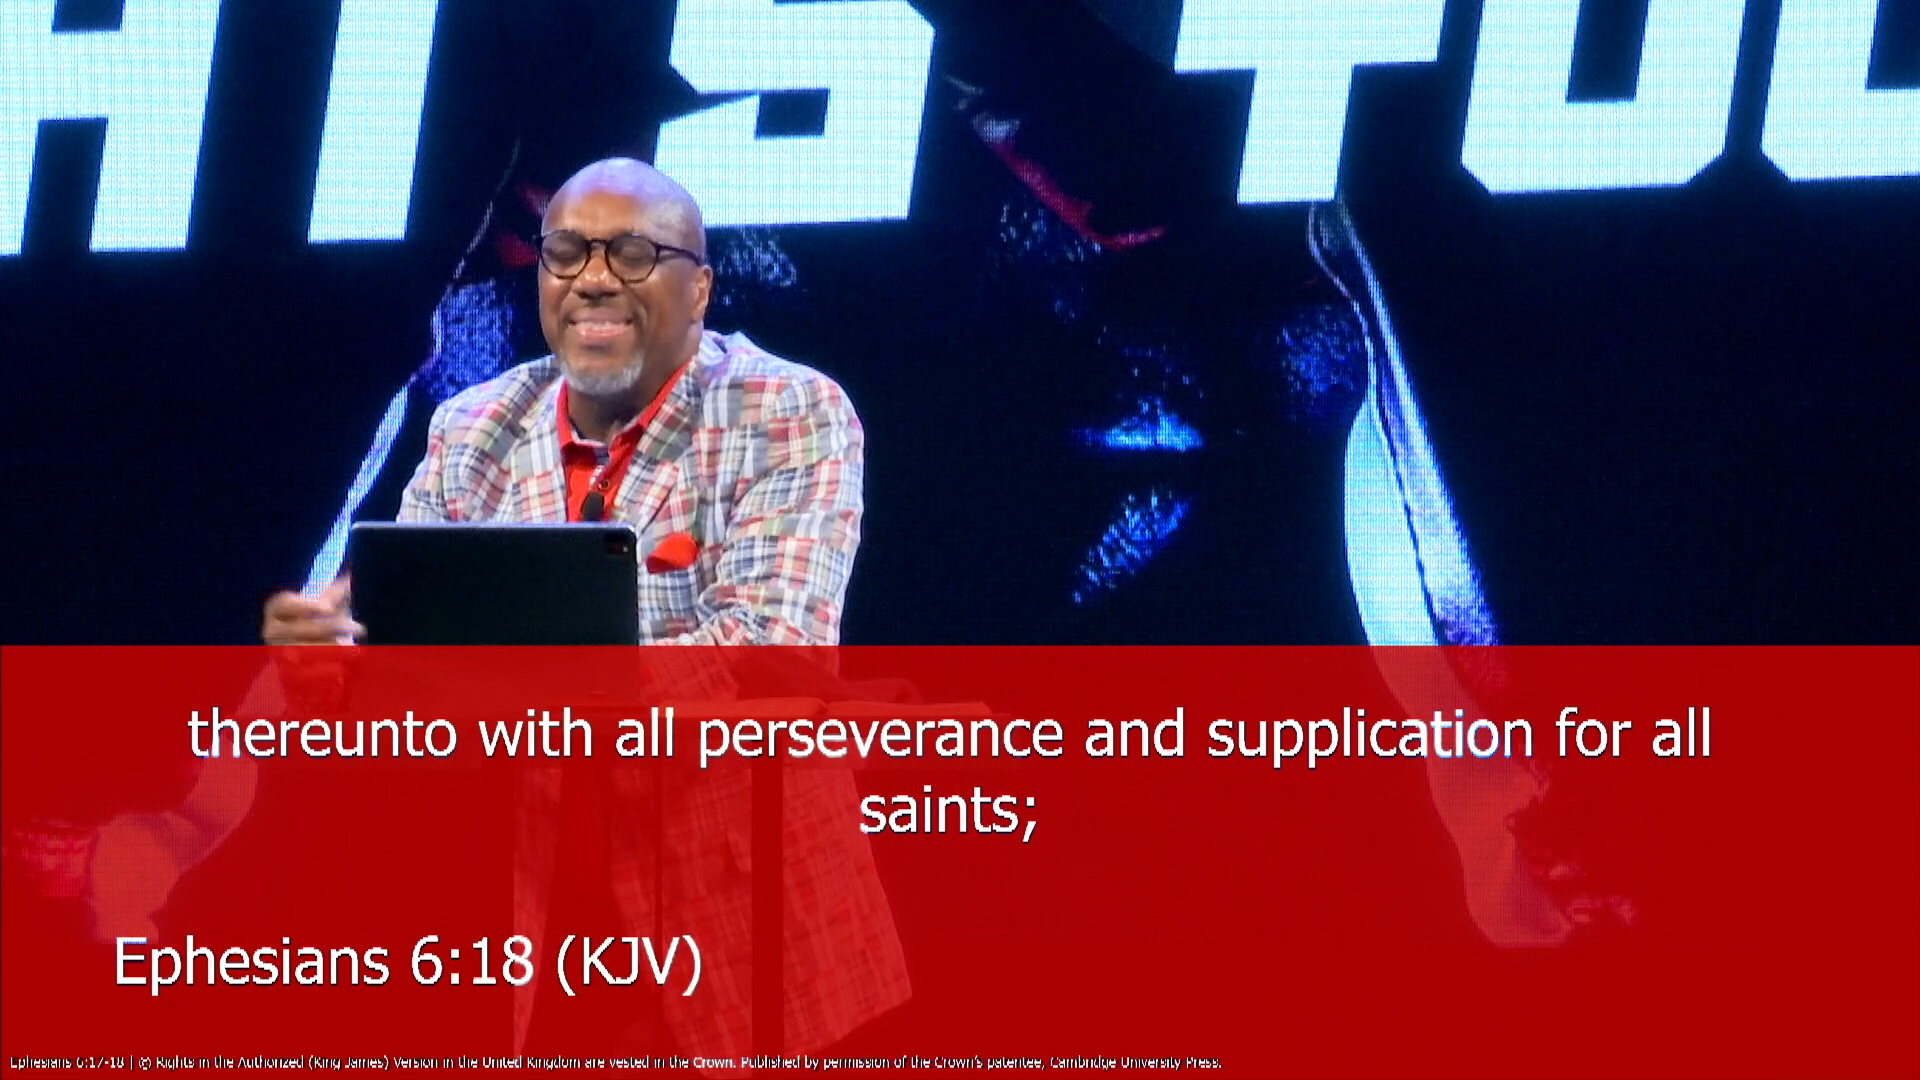 thereunto with all perseverance and supplication for all
saints;
Ephesians 6:18 (KJV)
Ephesians 6:17-18 | © Rights in the Authorized (King James) Version in the United Kingdom are vested in the Crown. Published by permission of the Crown's patentee, Cambridge University Press.